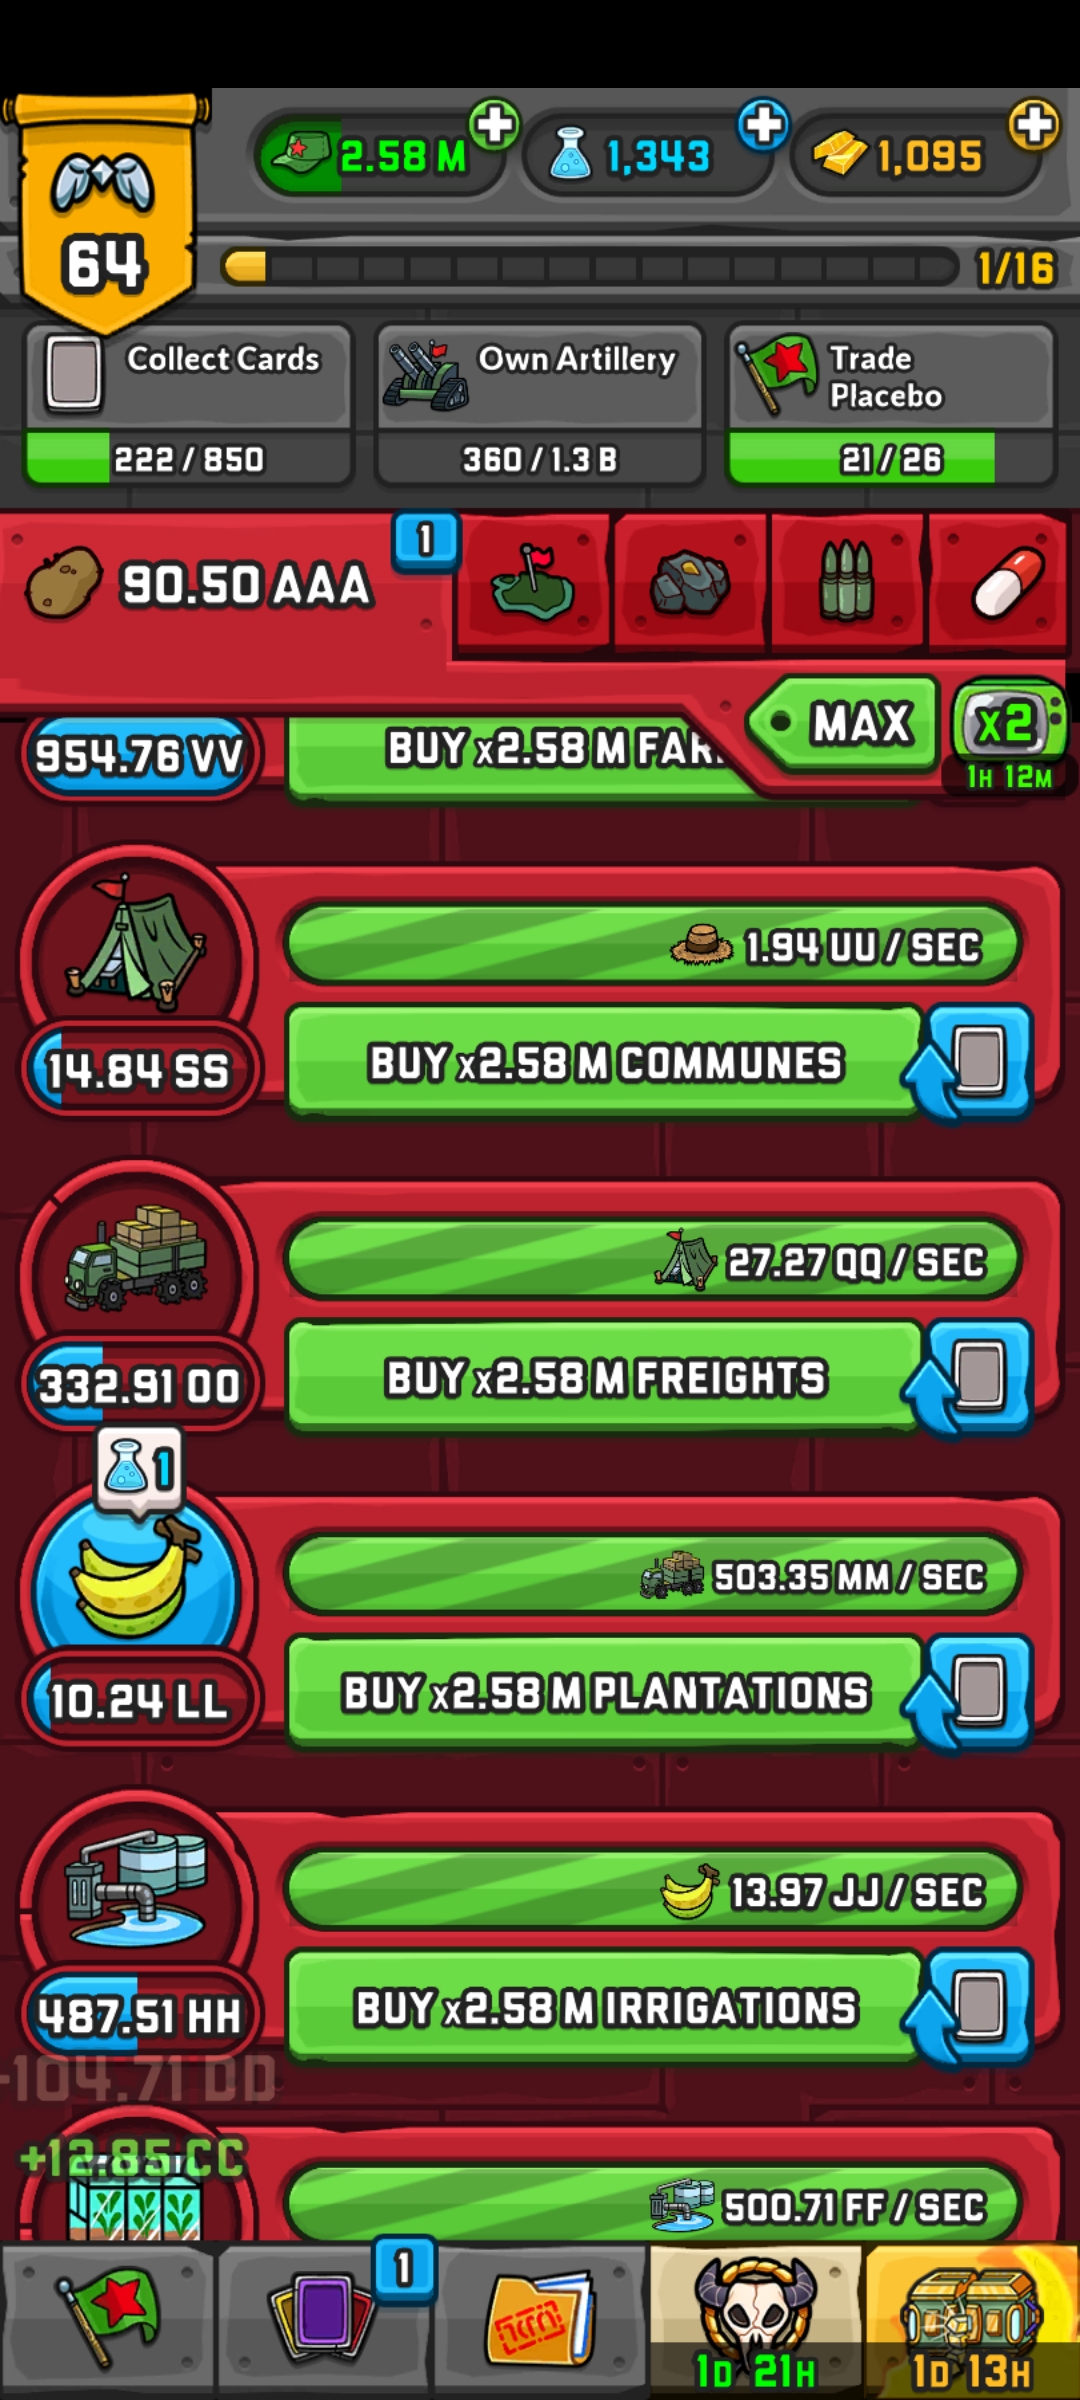 2.58 M
1,343
1,095
64
1/16
Collect Cards
222 / 850
Own Artillery
360 / 1.3 B
Trade
Placebo
21 / 26
90.50 AAA
1
MAX
x2
1H 12M
954.76 VV
BUY x2.58 M FAR
1.94 UU / SEC
14.84 SS
BUY x2.58 M COMMUNES
27.27 QQ / SEC
332.91 OO
BUY x2.58 M FREIGHTS
1
503.35 MM / SEC
10.24 LL
BUY x2.58 M PLANTATIONS
13.97 JJ / SEC
487.51 HH
BUY x2.58 M IRRIGATIONS
-104.71 DD
+12.85 CC
500.71 FF / SEC
1
1D 21H
1D 13H